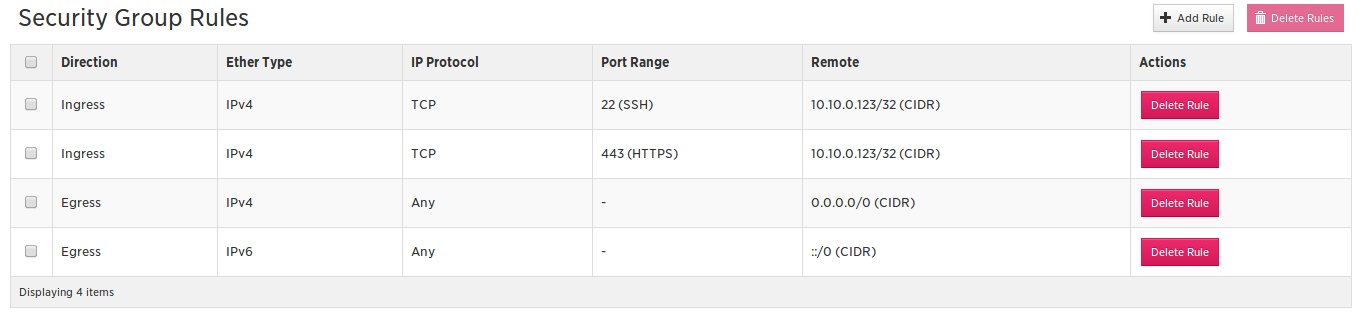 Security Group Rules
Add Rule Delete Rules
Direction Ether Type IP Protocol Port Range Remote Actions
Ingress IPv4 TCP 22 (SSH) 10.10.0.123/32 (CIDR) Delete Rule
Ingress IPv4 TCP 443 (HTTPS) 10.10.0.123/32 (CIDR) Delete Rule
Egress IPv4 Any - 0.0.0.0/0 (CIDR) Delete Rule
Egress IPv6 Any - ::/0 (CIDR) Delete Rule
Displaying 4 items